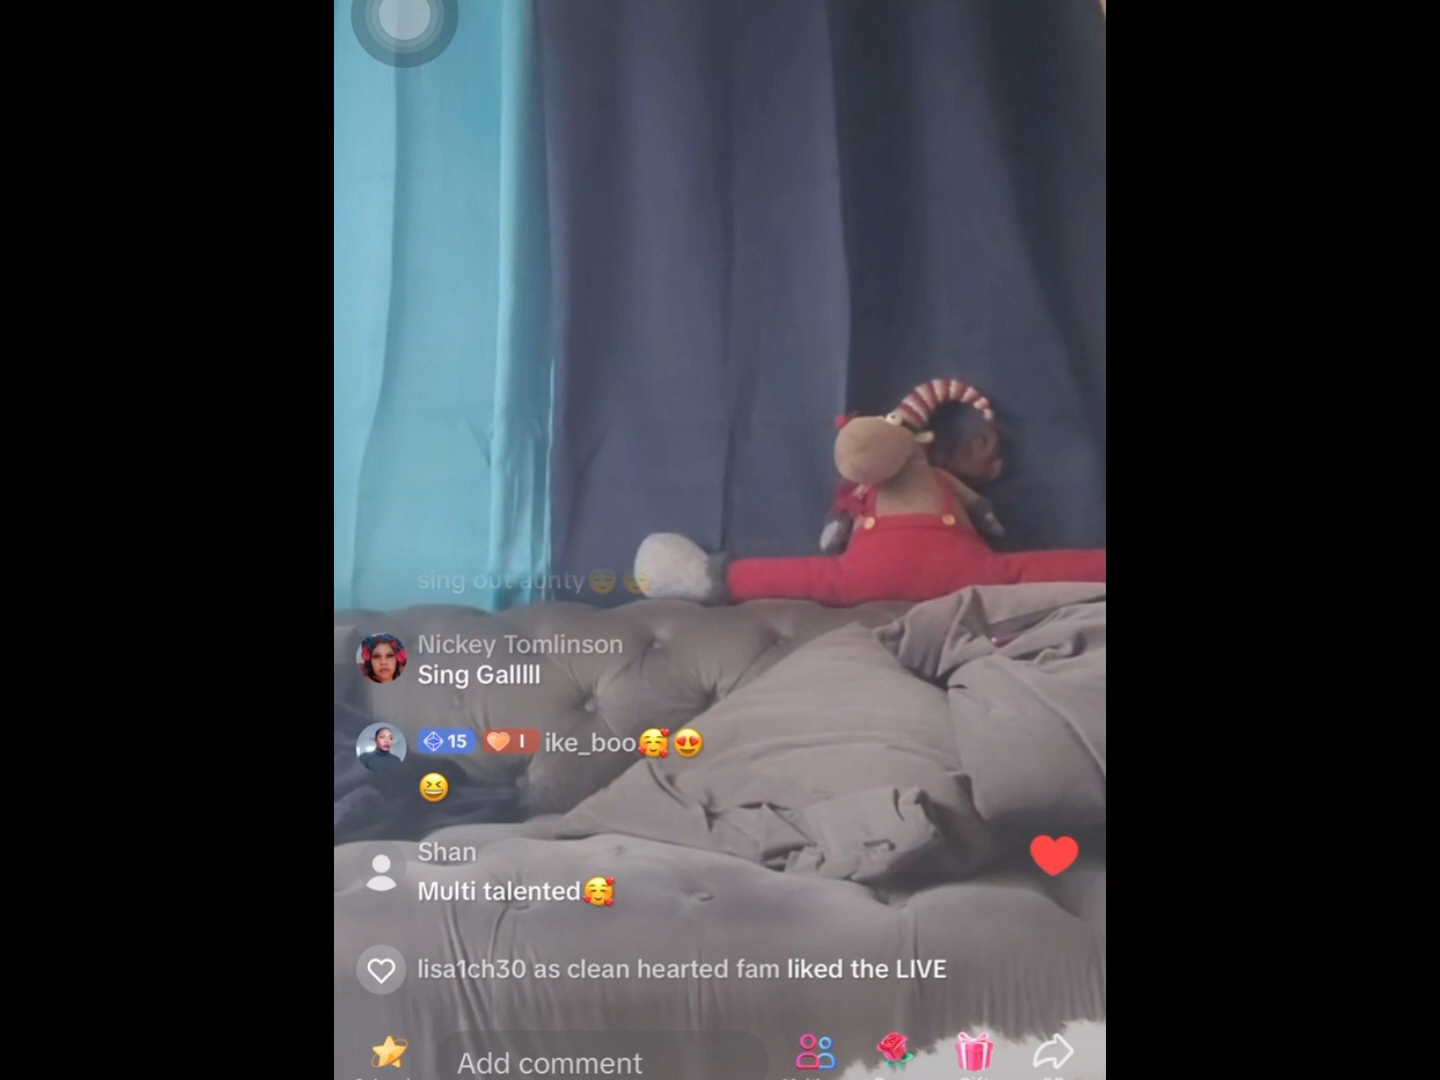 sing out aunty😌😌
Nickey Tomlinson
Sing Galllll
15 I ike_boo🥰😍
😆
Shan
Multi talented🥰
lisa1ch30 as clean hearted fam liked the LIVE
Add comment